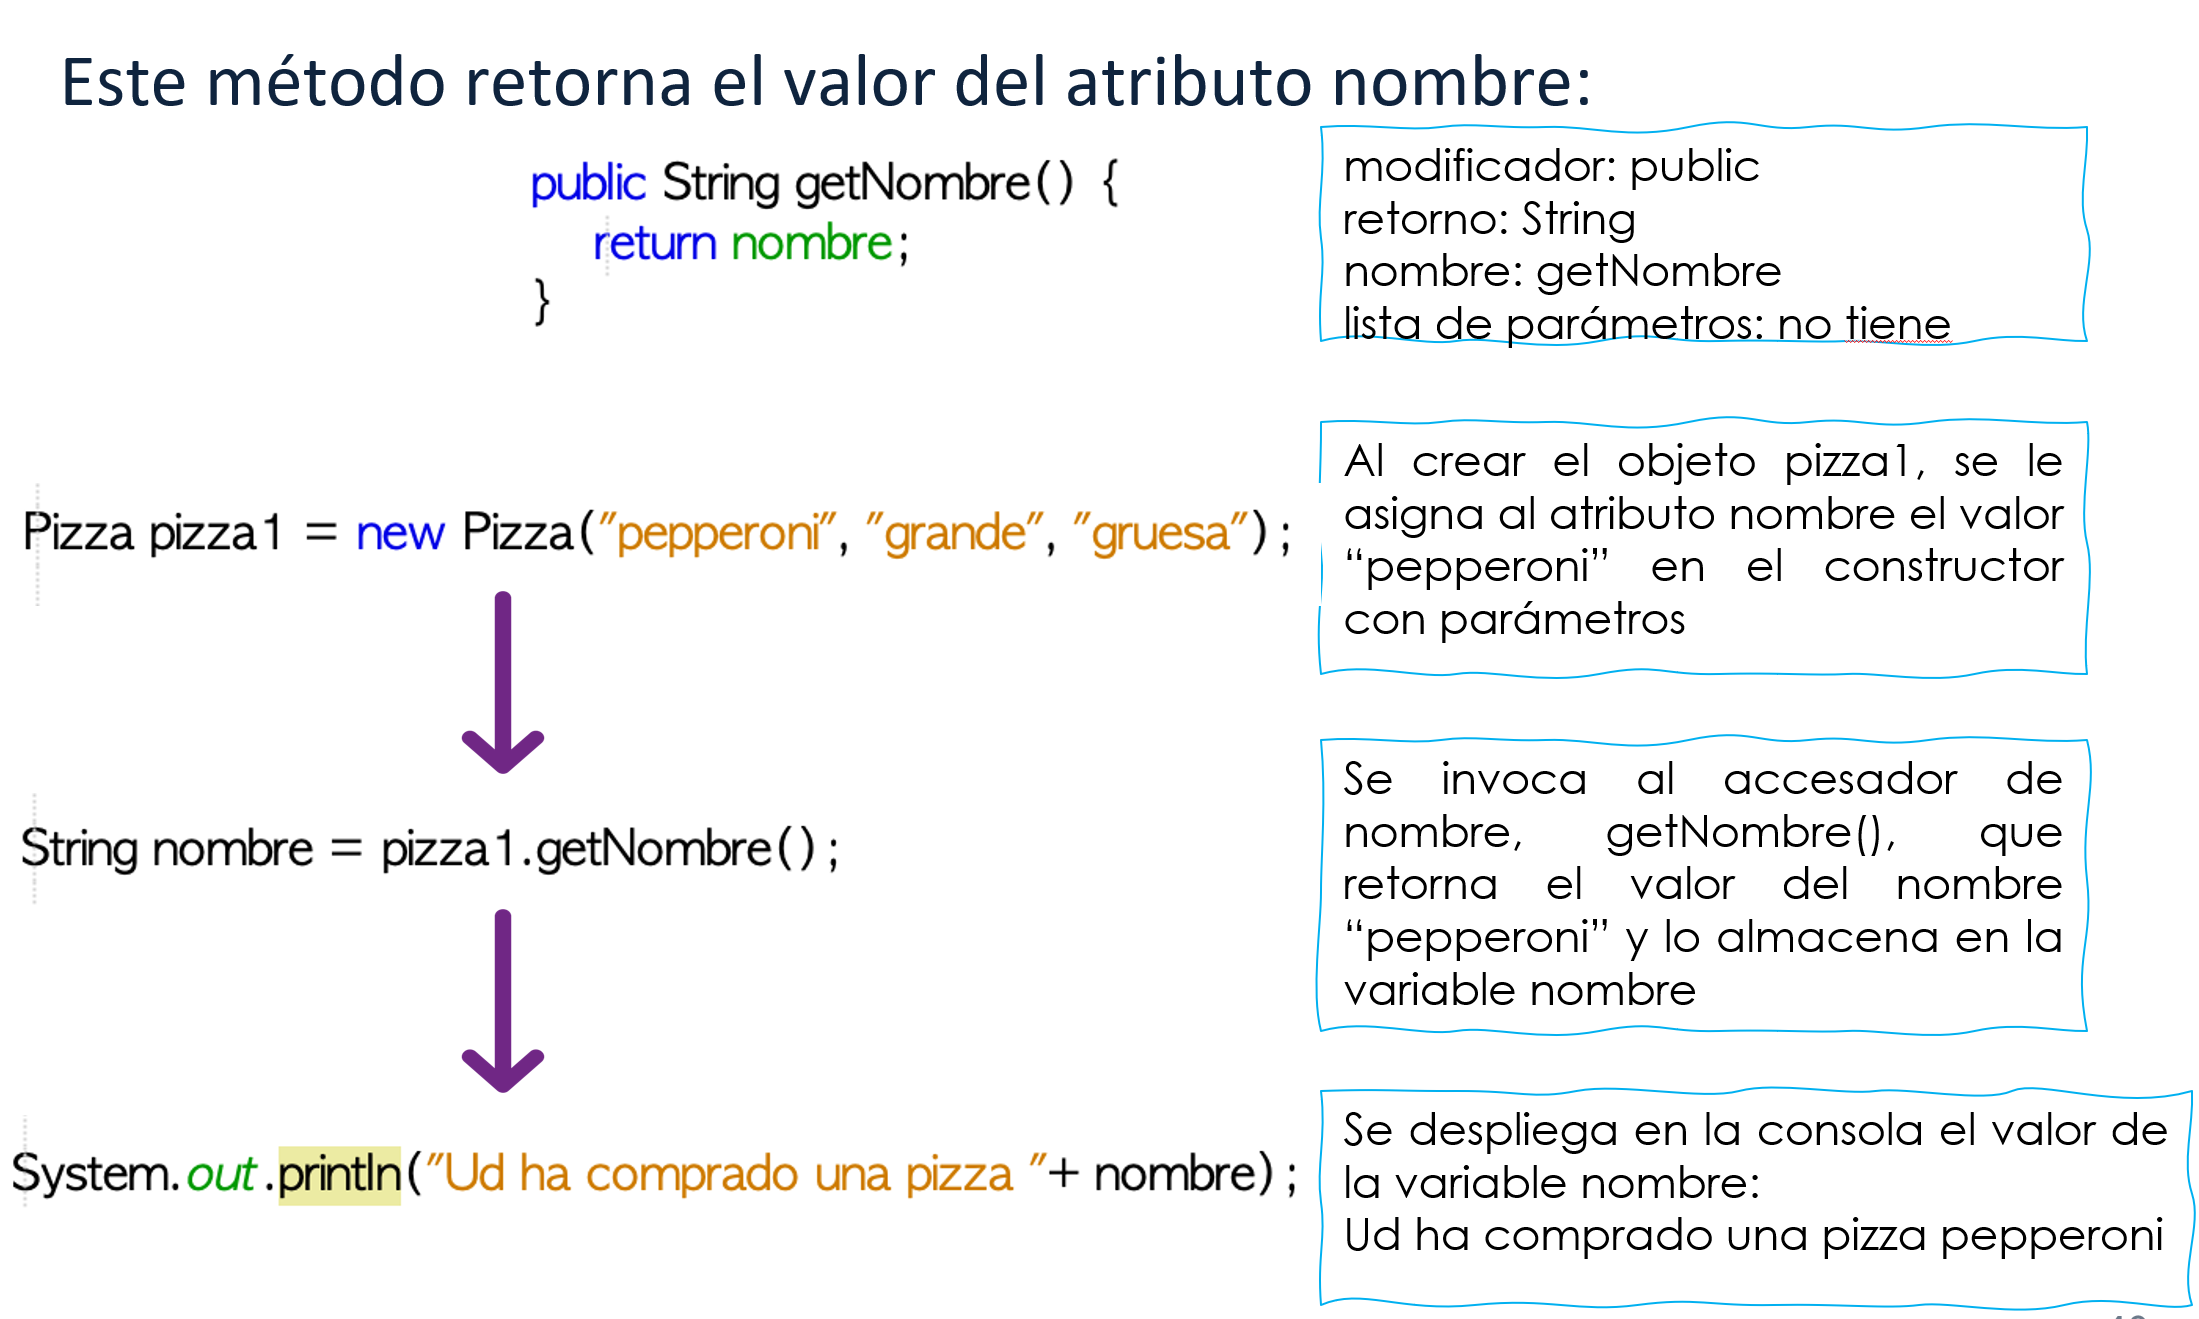 Este método retorna el valor del atributo nombre:
public String getNombre() {
return nombre;
}
modificador: public
retorno: String
nombre: getNombre
lista de parámetros: no tiene
Pizza pizza1 = new Pizza("pepperoni", "grande", "gruesa");
Al crear el objeto pizza1, se le
asigna al atributo nombre el valor
“pepperoni” en el constructor
con parámetros
String nombre = pizza1.getNombre();
Se invoca al accesador de
nombre, getNombre(), que
retorna el valor del nombre
“pepperoni” y lo almacena en la
variable nombre
System.out.println("Ud ha comprado una pizza "+ nombre);
Se despliega en la consola el valor de
la variable nombre:
Ud ha comprado una pizza pepperoni